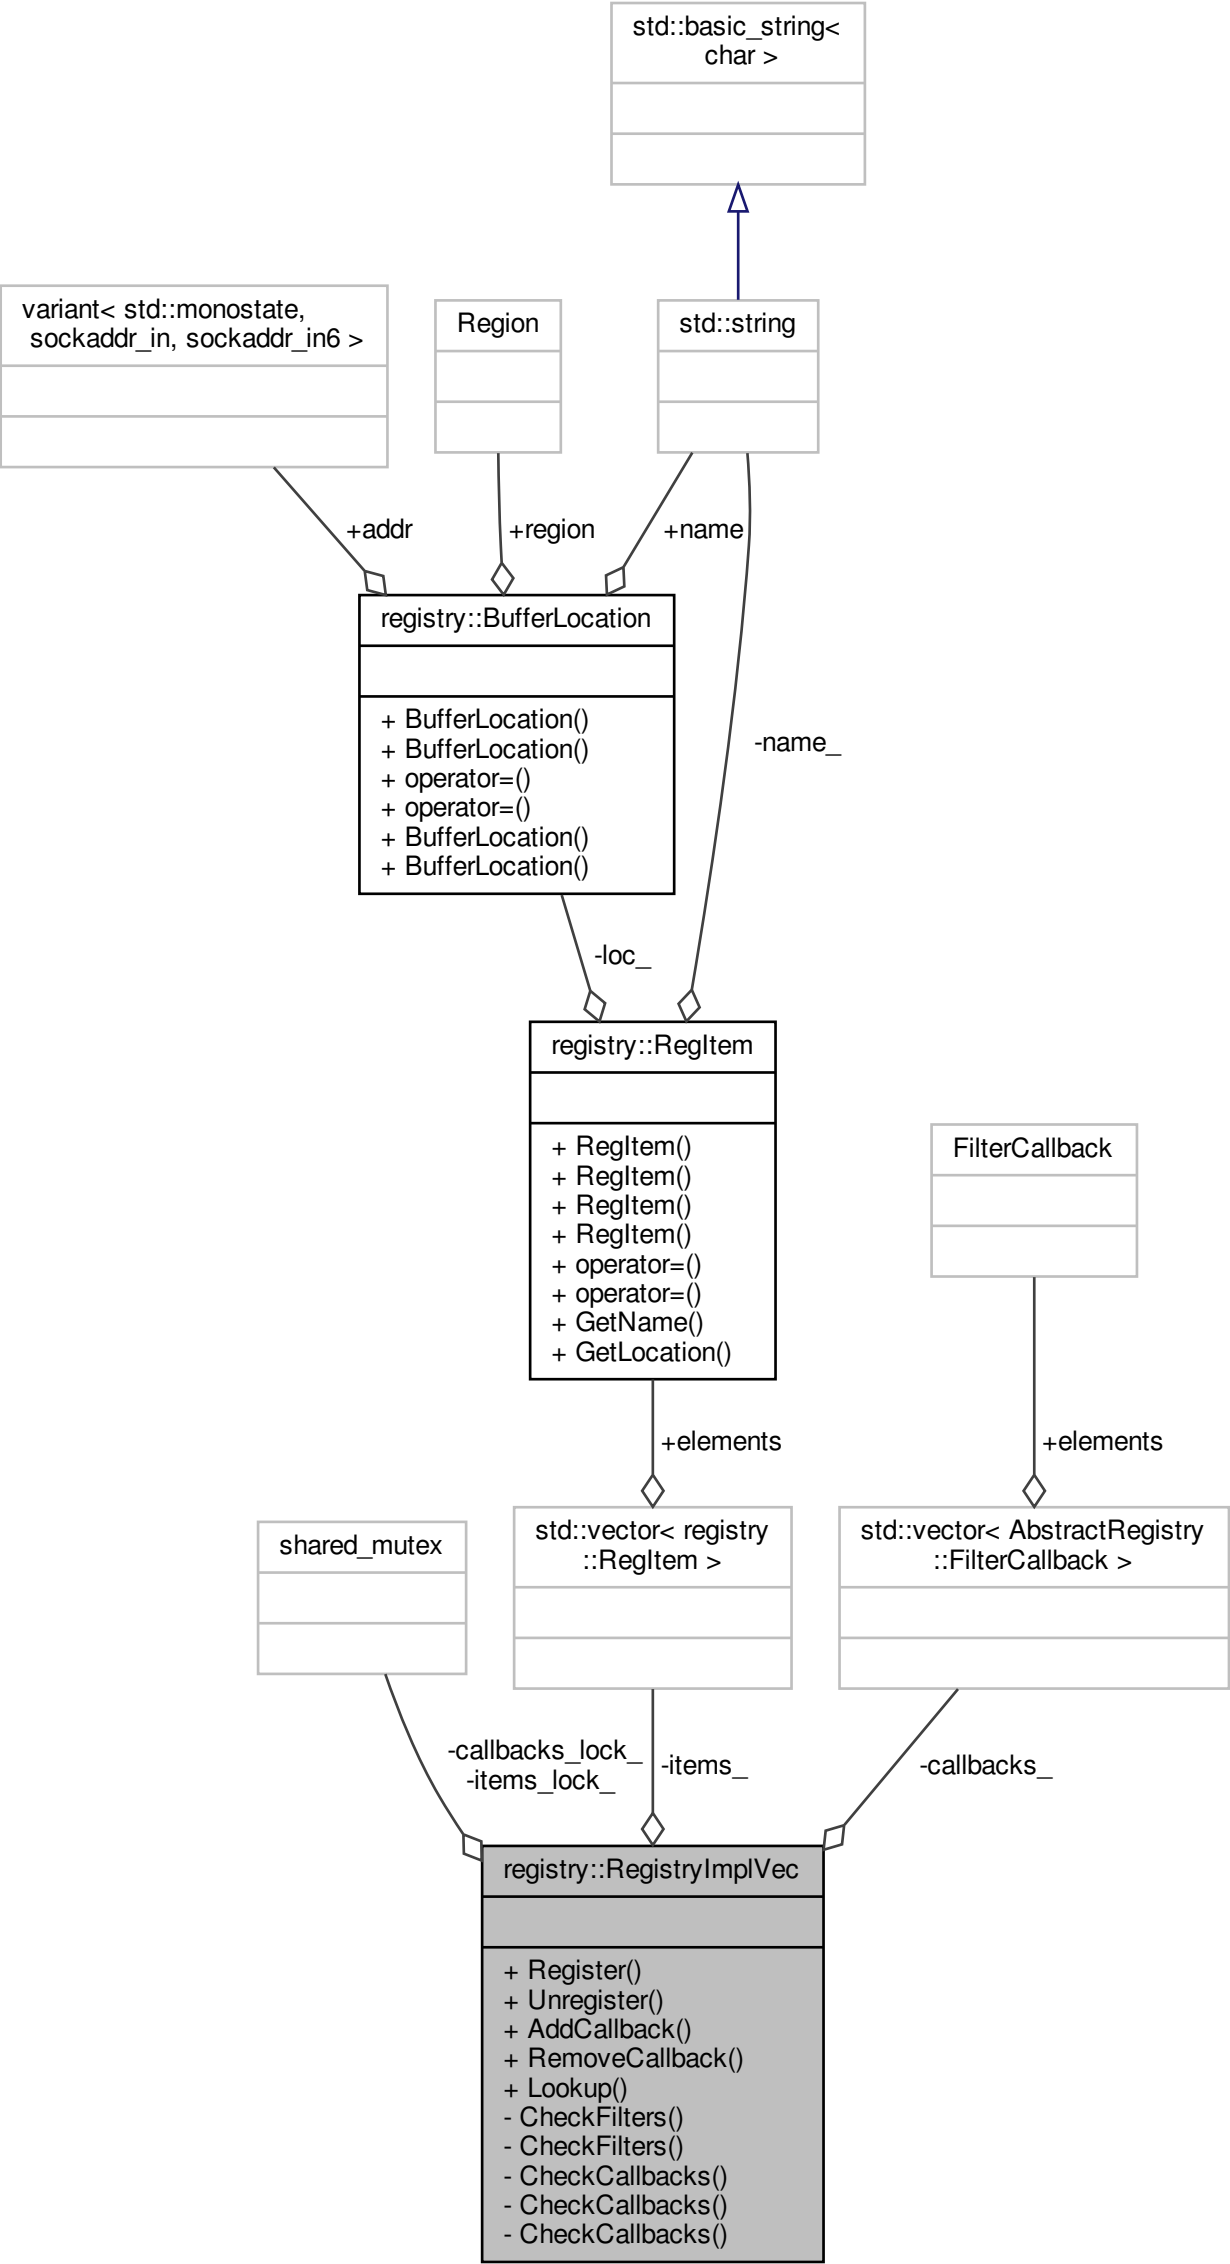 std::basic_string<
char >
variant< std::monostate,
sockaddr_in, sockaddr_in6 >
Region
std::string
+addr
+region
+name
registry::BufferLocation
+ BufferLocation()
+ BufferLocation()
+ operator=()
+ operator=()
+ BufferLocation()
+ BufferLocation()
-name_
-loc_
registry::RegItem
+ RegItem()
+ RegItem()
+ RegItem()
+ RegItem()
+ operator=()
+ operator=()
+ GetName()
+ GetLocation()
FilterCallback
+elements
+elements
shared_mutex
std::vector< registry
::RegItem >
std::vector< AbstractRegistry
::FilterCallback >
-callbacks_lock_
-items_lock_
-items_
-callbacks_
registry::RegistryImplVec
+ Register()
+ Unregister()
+ AddCallback()
+ RemoveCallback()
+ Lookup()
- CheckFilters()
- CheckFilters()
- CheckCallbacks()
- CheckCallbacks()
- CheckCallbacks()